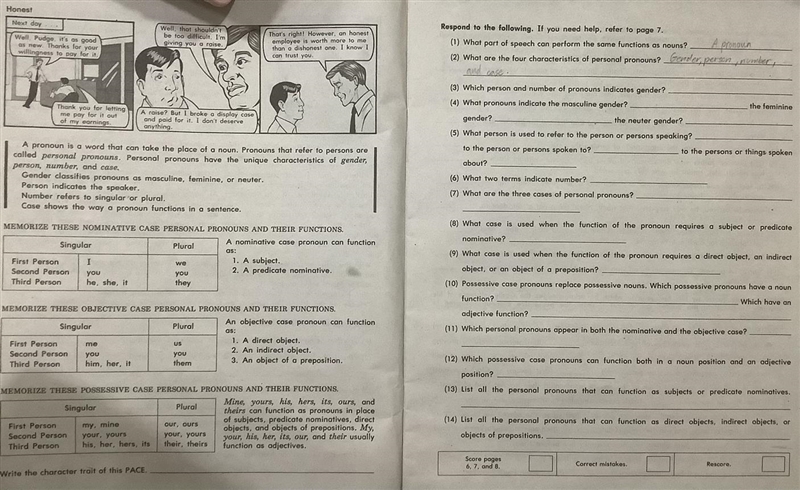 Honest
Next day . . . .
Well, Pudge, it's as good
as new. Thanks for your
willingness to pay for it.
Thank you for letting
me pay for it out
of my earnings.
Well, that shouldn't
be too difficult. I'm
giving you a raise.
A raise? But I broke a display case
and paid for it. I don't deserve
anything.
That's right! However, an honest
employee is worth more to me
than a dishonest one. I know I
can trust you.
A pronoun is a word that can take the place of a noun. Pronouns that refer to persons are
called personal pronouns. Personal pronouns have the unique characteristics of gender,
person, number, and case.
Gender classifies pronouns as masculine, feminine, or neuter.
Person indicates the speaker.
Number refers to singular or plural.
Case shows the way a pronoun functions in a sentence.
MEMORIZE THESE NOMINATIVE CASE PERSONAL PRONOUNS AND THEIR FUNCTIONS.
Singular Plural
First Person I we
Second Person you you
Third Person he, she, it they
A nominative case pronoun can function
as:
1. A subject.
2. A predicate nominative.
MEMORIZE THESE OBJECTIVE CASE PERSONAL PRONOUNS AND THEIR FUNCTIONS.
Singular Plural
First Person me us
Second Person you you
Third Person him, her, it them
An objective case pronoun can function
as:
1. A direct object.
2. An indirect object.
3. An object of a preposition.
MEMORIZE THESE POSSESSIVE CASE PERSONAL PRONOUNS AND THEIR FUNCTIONS.
Singular Plural
First Person my, mine our, ours
Second Person your, yours your, yours
Third Person his, her, hers, its their, theirs
Mine, yours, his, hers, its, ours, and
theirs can function as pronouns in place
of subjects, predicate nominatives, direct
objects, and objects of prepositions. My,
your, his, her, its, our, and their usually
function as adjectives.
Write the character trait of this PACE.
Respond to the following. If you need help, refer to page 7.
(1) What part of speech can perform the same functions as nouns? A pronoun
(2) What are the four characteristics of personal pronouns? Gender, person, number,
and case.
(3) Which person and number of pronouns indicates gender?
(4) What pronouns indicate the masculine gender? the feminine
gender? the neuter gender?
(5) What person is used to refer to the person or persons speaking?
to the person or persons spoken to? to the persons or things spoken
about?
(6) What two terms indicate number?
(7) What are the three cases of personal pronouns?
(8) What case is used when the function of the pronoun requires a subject or predicate
nominative?
(9) What case is used when the function of the pronoun requires a direct object, an indirect
object, or an object of a preposition?
(10) Possessive case pronouns replace possessive nouns. Which possessive pronouns have a noun
function? Which have an
adjective function?
(11) Which personal pronouns appear in both the nominative and the objective case?
(12) Which possessive case pronouns can function both in a noun position and an adjective
position?
(13) List all the personal pronouns that can function as subjects or predicate nominatives.
(14) List all the personal pronouns that can function as direct objects, indirect objects, or
objects of prepositions.
Score pages
6, 7, and 8.
Correct mistakes.
Rescore.